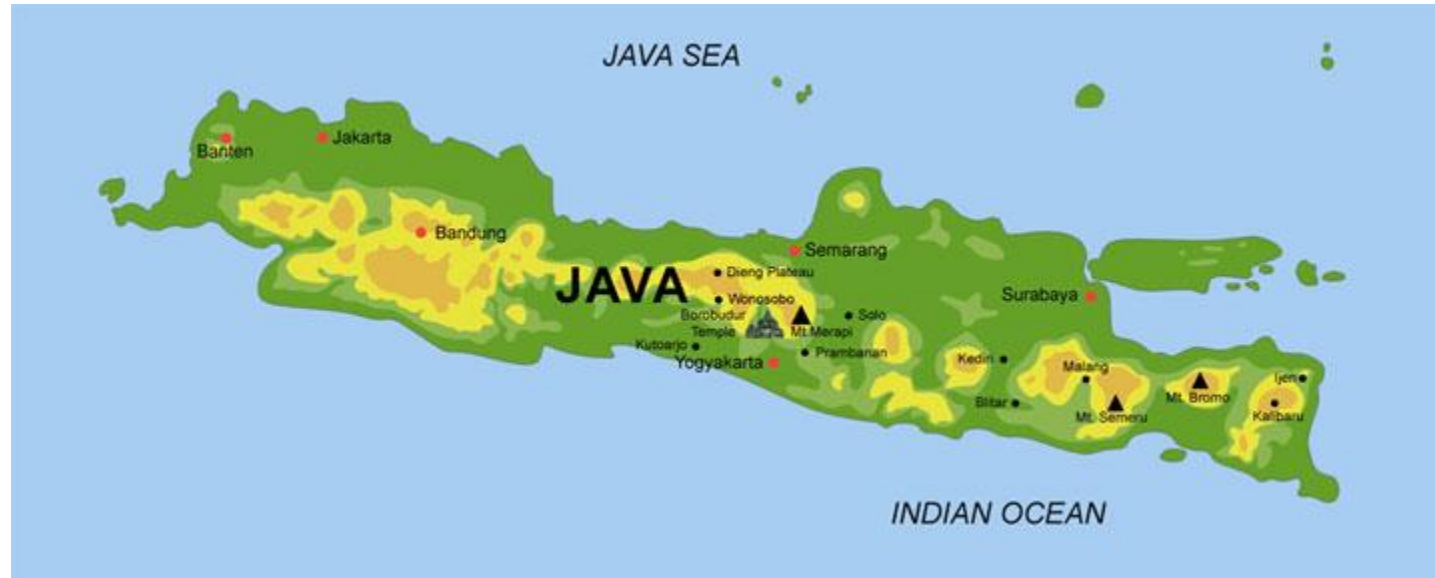 JAVA SEA
Jakarta
Banten
Bandung
Semarang
Dieng Plateau
JAVA
Surabaya
Wonosobo
Borobudur
Temple
Solo
Mt Merapi
Kutoarjo
Prambanan
Yogyakarta
Kediri
Malang
Ijen
Mt. Bromo
Blitar
Mt. Semeru
Kalibaru
INDIAN OCEAN